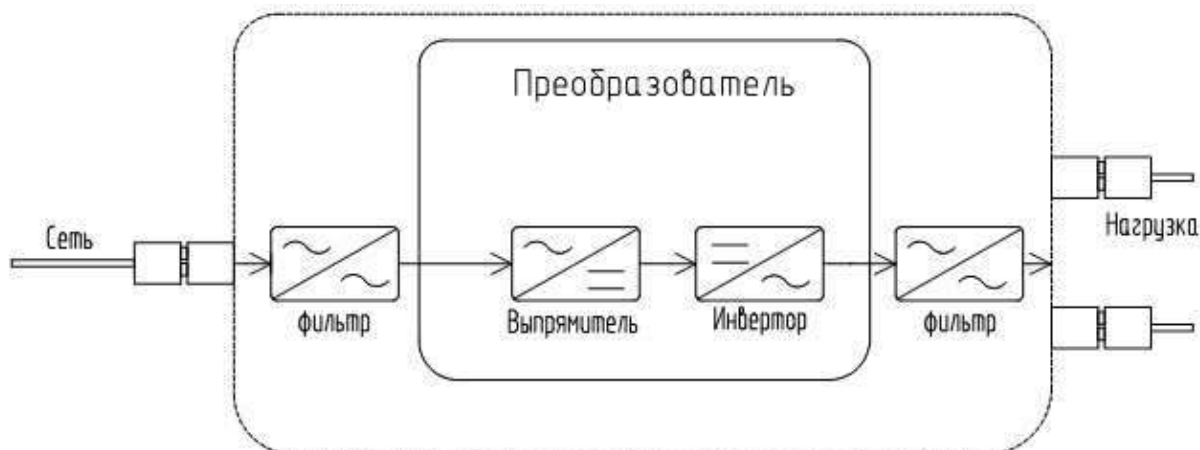 Преобразователь
Сеть
Нагрузка
фильтр
Выпрямитель
Инвертор
фильтр